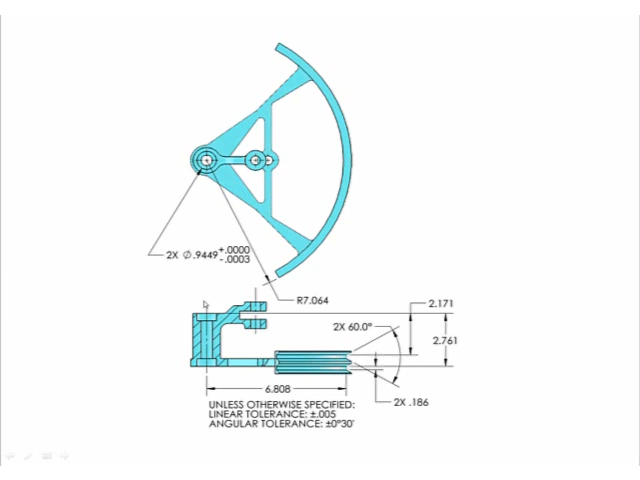 2X Ø.9449 +.0000 -.0003
R7.064
2.171
2X 60.0°
2.761
6.808
2X .186
UNLESS OTHERWISE SPECIFIED:
LINEAR TOLERANCE: ±.005
ANGULAR TOLERANCE: ±0°30'